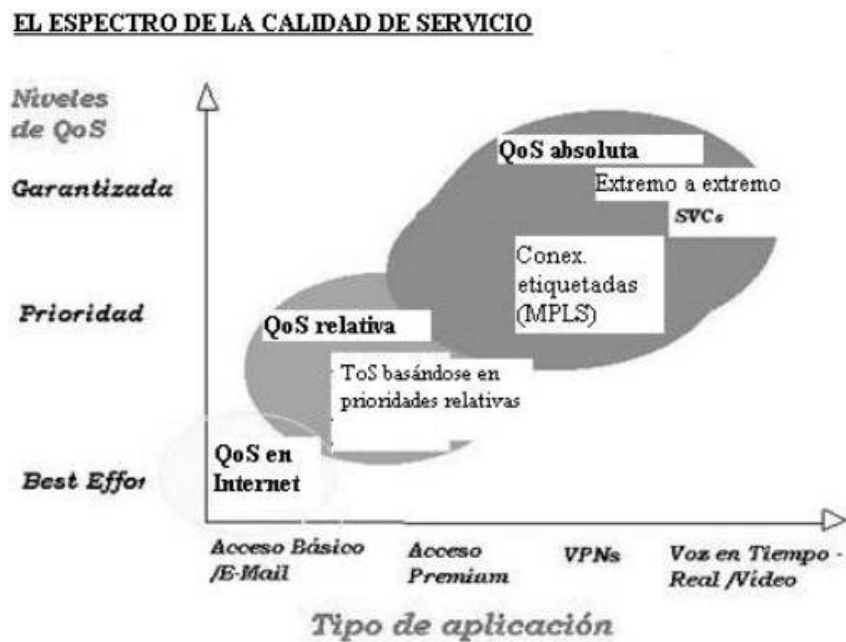 EL ESPECTRO DE LA CALIDAD DE SERVICIO
Niveles
de QoS
Garantizada
Prioridad
Best Effor
QoS absoluta
Extremo a extremo
SVCs
Conex.
etiquetadas
(MPLS)
QoS relativa
ToS basándose en
prioridades relativas
QoS en
Internet
Acceso Básico
/E-Mail
Acceso
Premium
VPNs
Voz en Tiempo -
Real /Vídeo
Tipo de aplicación